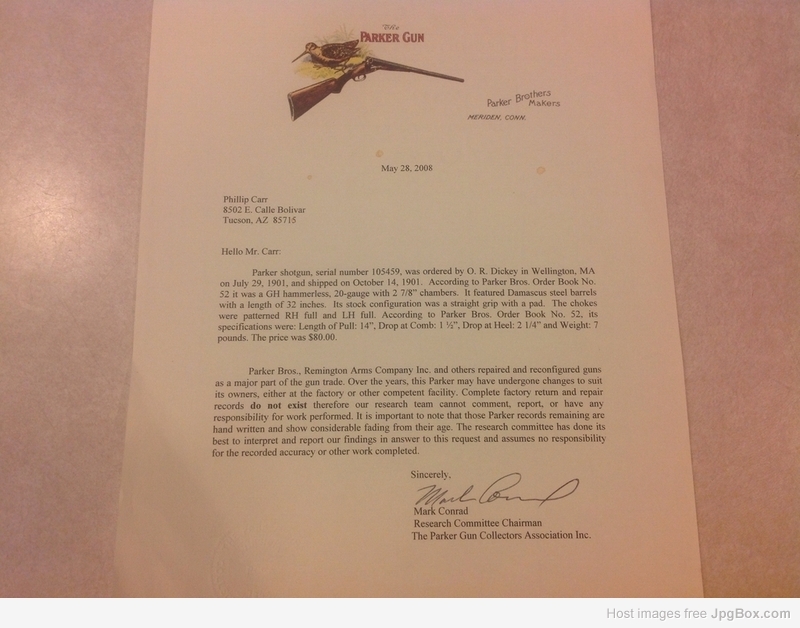 The
PARKER GUN
Parker Brothers
Makers
MERIDEN, CONN.
May 28, 2008
Phillip Carr
8502 E. Calle Bolivar
Tucson, AZ 85715
Hello Mr. Carr:
Parker shotgun, serial number 105459, was ordered by O. R. Dickey in Wellington, MA
on July 29, 1901, and shipped on October 14, 1901. According to Parker Bros. Order Book No.
52 it was a GH hammerless, 20-gauge with 2 7/8” chambers. It featured Damascus steel barrels
with a length of 32 inches. Its stock configuration was a straight grip with a pad. The chokes
were patterned RH full and LH full. According to Parker Bros. Order Book No. 52, its
specifications were: Length of Pull: 14”, Drop at Comb: 1 ½”, Drop at Heel: 2 1/4” and Weight: 7
pounds. The price was $80.00.
Parker Bros., Remington Arms Company Inc. and others repaired and reconfigured guns
as a major part of the gun trade. Over the years, this Parker may have undergone changes to suit
its owners, either at the factory or other competent facility. Complete factory return and repair
records do not exist therefore our research team cannot comment, report, or have any
responsibility for work performed. It is important to note that those Parker records remaining are
hand written and show considerable fading from their age. The research committee has done its
best to interpret and report our findings in answer to this request and assumes no responsibility
for the recorded accuracy or other work completed.
Sincerely,
Mark Conrad
Mark Conrad
Research Committee Chairman
The Parker Gun Collectors Association Inc.
Host images free JpgBox.com